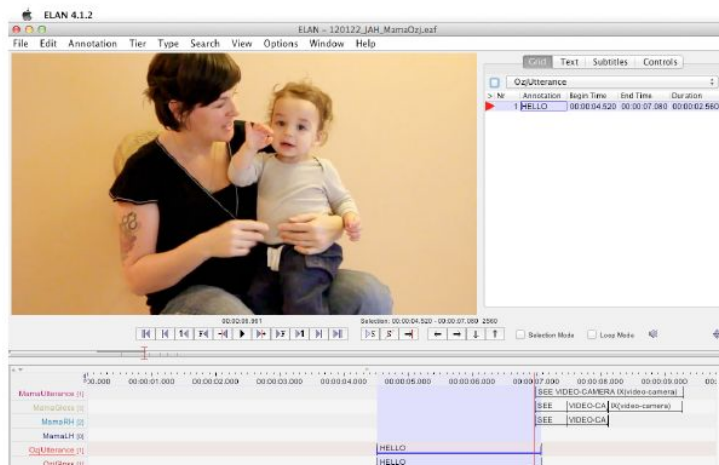 ELAN 4.1.2
ELAN – 120122_JAH_MamaOzj.eaf
File Edit Annotation Tier Type Search View Options Window Help
Grid Text Subtitles Controls
OzjUtterance
> Nr Annotation Begin Time End Time Duration
1 HELLO 00:00:04.520 00:00:07.080 00:00:02.560
Selection: 00:00:04.520 - 00:00:07.080 2560
Selection Mode Loop Mode
00:00:01.000 00:00:02.000 00:00:03.000 00:00:04.000 00:00:05.000 00:00:06.000 00:00:07.000 00:00:08.000 00:00:09.000
MamaUtterance [1] SEE VIDEO-CAMERA IX(video-camera)
MamaGloss SEE VIDEO-CA IX(video-camera)
MamaRH SEE VIDEO-CA
MamaLH [0]
OzjUtterance [1] HELLO
OzjGloss HELLO